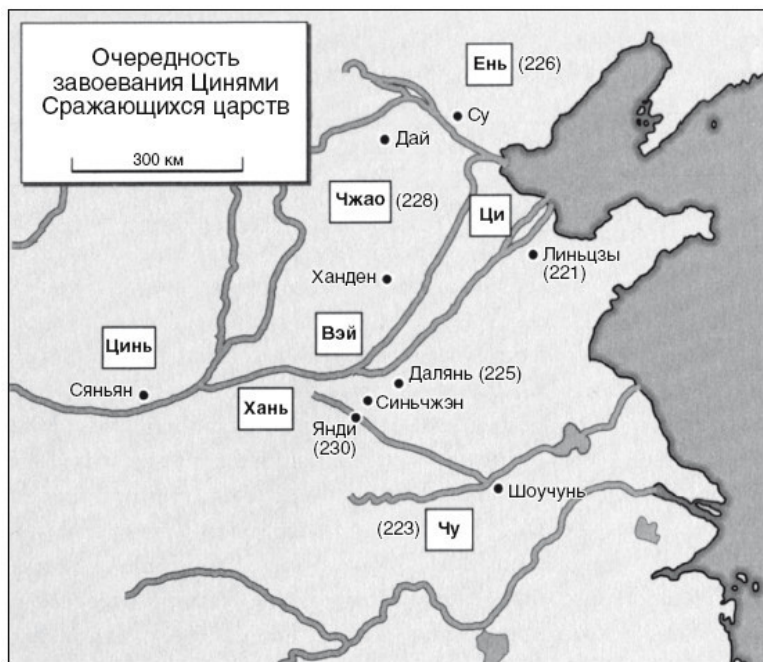 Очередность
завоевания Цинями
Сражающихся царств
300 км
Ень (226)
Су
Дай
Чжао (228)
Ци
Линьцзы
(221)
Ханден
Вэй
Цинь
Сяньян
Далянь (225)
Хань
Синьчжэн
Янди
(230)
Шоучунь
(223) Чу